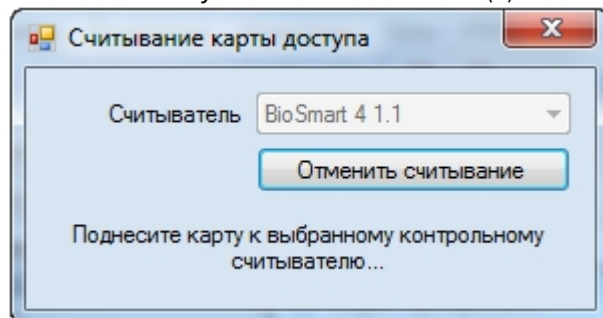 Считывание карты доступа
Считыватель BioSmart 4 1.1
Отменить считывание
Поднесите карту к выбранному контрольному
считывателю...